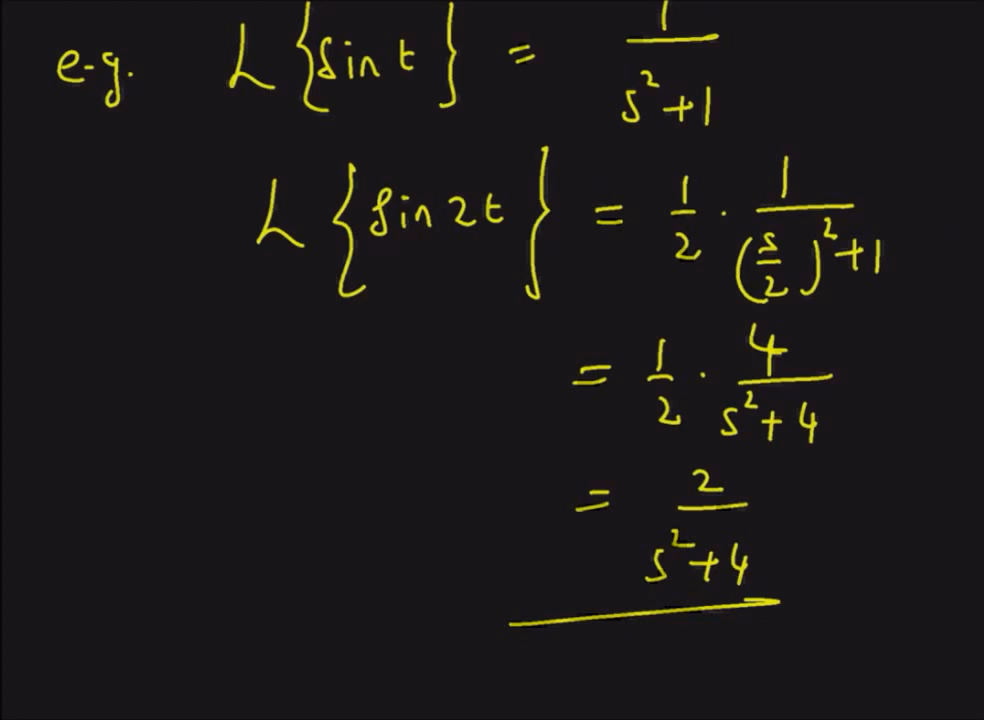 e-g. L{sin t} = 1/(s²+1)
L{sin 2t} = 1/2 · 1/((s/2)²+1)
= 1/2 · 4/(s²+4)
= 2/(s²+4)